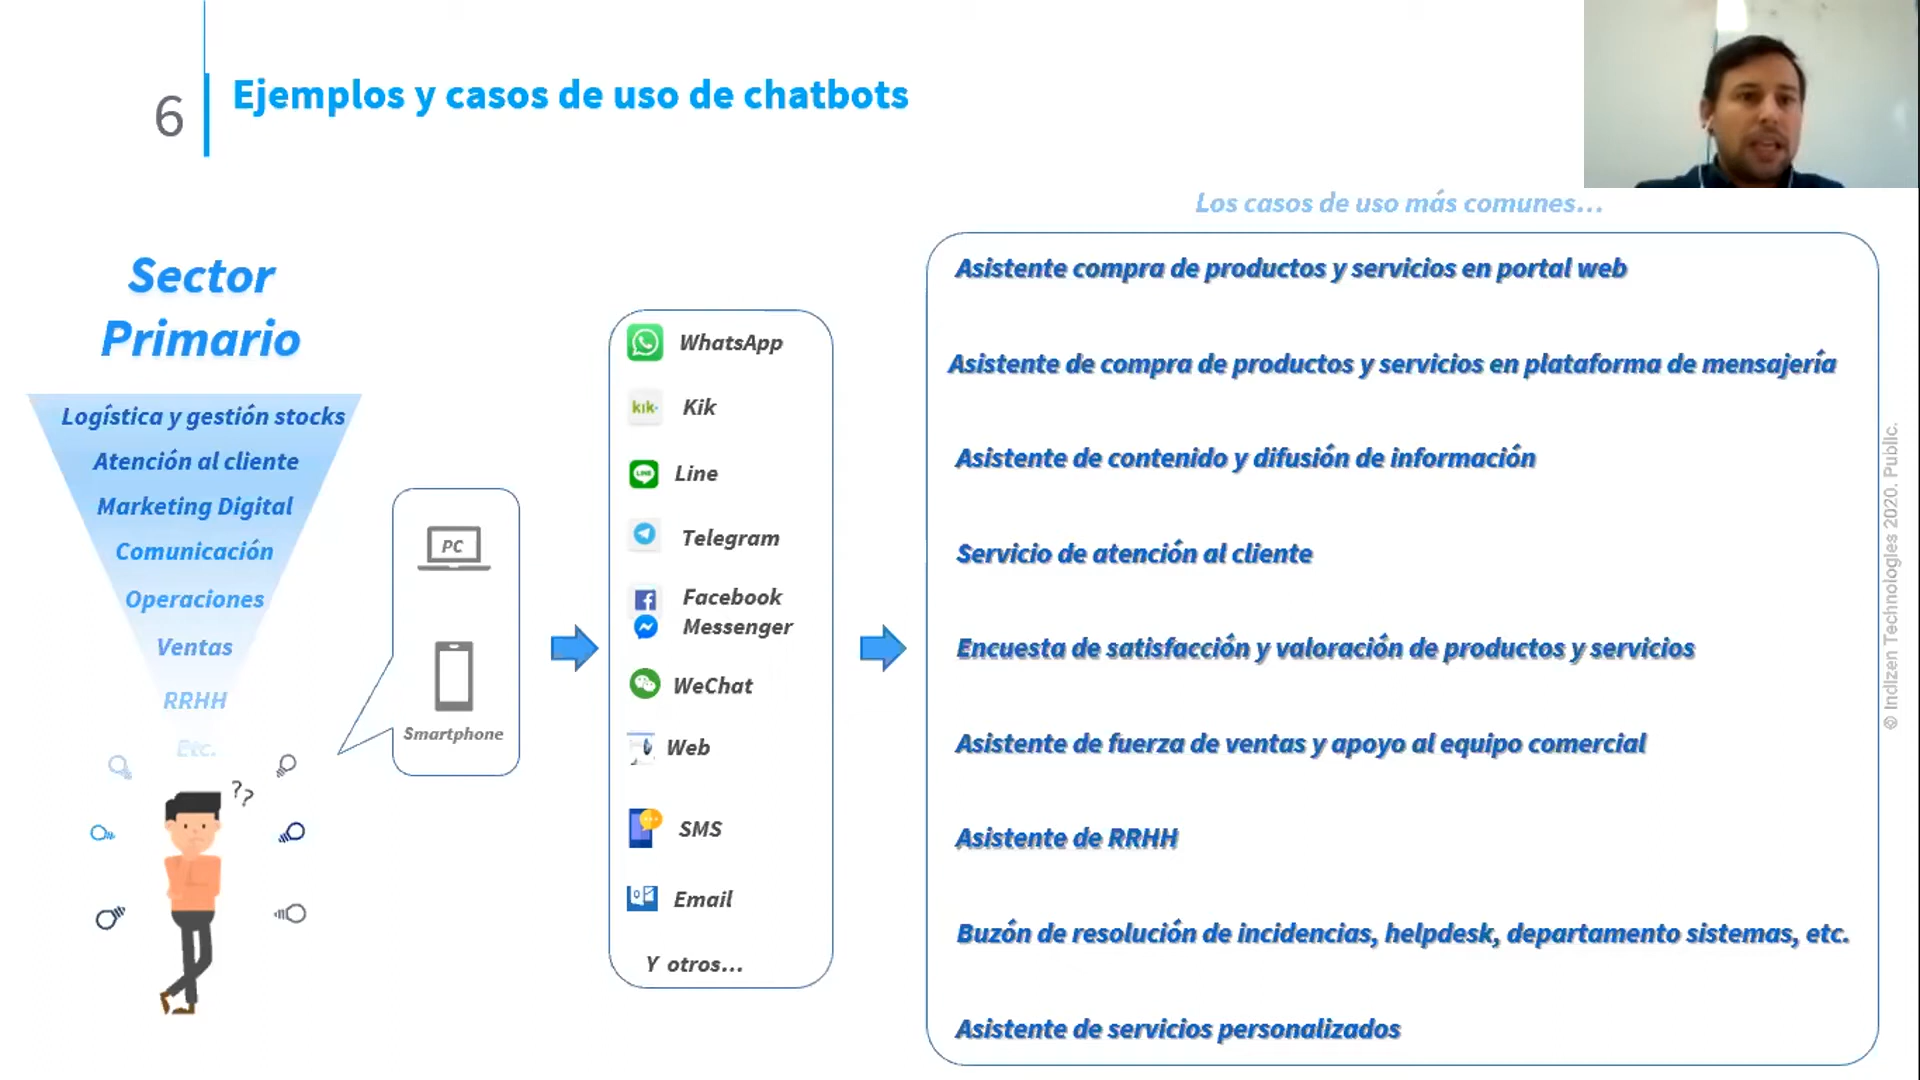 6
Ejemplos y casos de uso de chatbots
Los casos de uso más comunes...
Sector
Primario
Logística y gestión stocks
Atención al cliente
Marketing Digital
Comunicación
Operaciones
Ventas
RRHH
Etc.
??
PC
Smartphone
WhatsApp
kik·
Kik
LINE
Line
Telegram
Facebook
Messenger
WeChat
Web
SMS
Email
Y otros...
Asistente compra de productos y servicios en portal web
Asistente de compra de productos y servicios en plataforma de mensajería
Asistente de contenido y difusión de información
Servicio de atención al cliente
Encuesta de satisfacción y valoración de productos y servicios
Asistente de fuerza de ventas y apoyo al equipo comercial
Asistente de RRHH
Buzón de resolución de incidencias, helpdesk, departamento sistemas, etc.
Asistente de servicios personalizados
© Indizen Technologies 2020. Public.